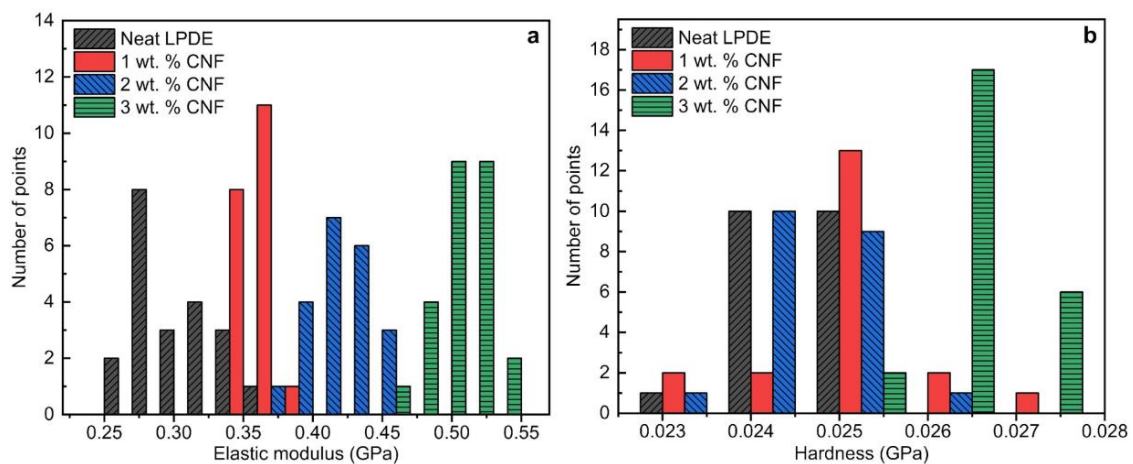 a
Neat LPDE
1 wt. % CNF
2 wt. % CNF
3 wt. % CNF
14
12
10
8
6
4
2
0
Number of points
0.25 0.30 0.35 0.40 0.45 0.50 0.55
Elastic modulus (GPa)
b
Neat LPDE
1 wt. % CNF
2 wt. % CNF
3 wt. % CNF
18
16
14
12
10
8
6
4
2
0
Number of points
0.023 0.024 0.025 0.026 0.027 0.028
Hardness (GPa)